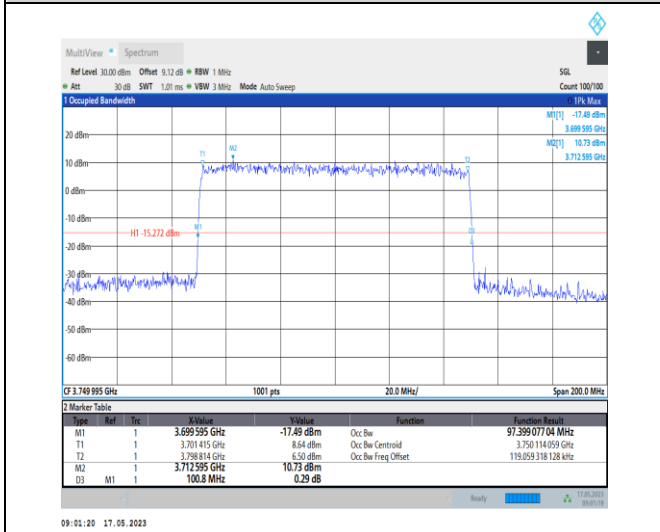 MultiView Spectrum
Ref Level 30.00 dBm Offset 9.12 dB RBW 1 MHz SGL
Att 30 dB SWT 1.01 ms VBW 3 MHz Mode Auto Sweep Count 100/100
1 Occupied Bandwidth 1Pk Max
M1[1] -17.49 dBm
3.699 595 GHz
M2[1] 10.73 dBm
3.712 595 GHz
20 dBm
M2
T1
T2
10 dBm
0 dBm
-10 dBm
M1
H1 -15.272 dBm
D3
-20 dBm
-30 dBm
-40 dBm
-50 dBm
-60 dBm
CF 3.749 995 GHz 1001 pts 20.0 MHz/ Span 200.0 MHz
2 Marker Table
Type Ref Trc X-Value Y-Value Function Function Result
M1 1 3.699 595 GHz -17.49 dBm Occ Bw 97.399 077 04 MHz
T1 1 3.701 415 GHz 8.64 dBm Occ Bw Centroid 3.750 114 059 GHz
T2 1 3.798 814 GHz 6.50 dBm Occ Bw Freq Offset 119.059 318 128 kHz
M2 1 3.712 595 GHz 10.73 dBm
D3 M1 1 100.8 MHz 0.29 dB
Ready 17.05.2023
09:01:19
09:01:20 17.05.2023